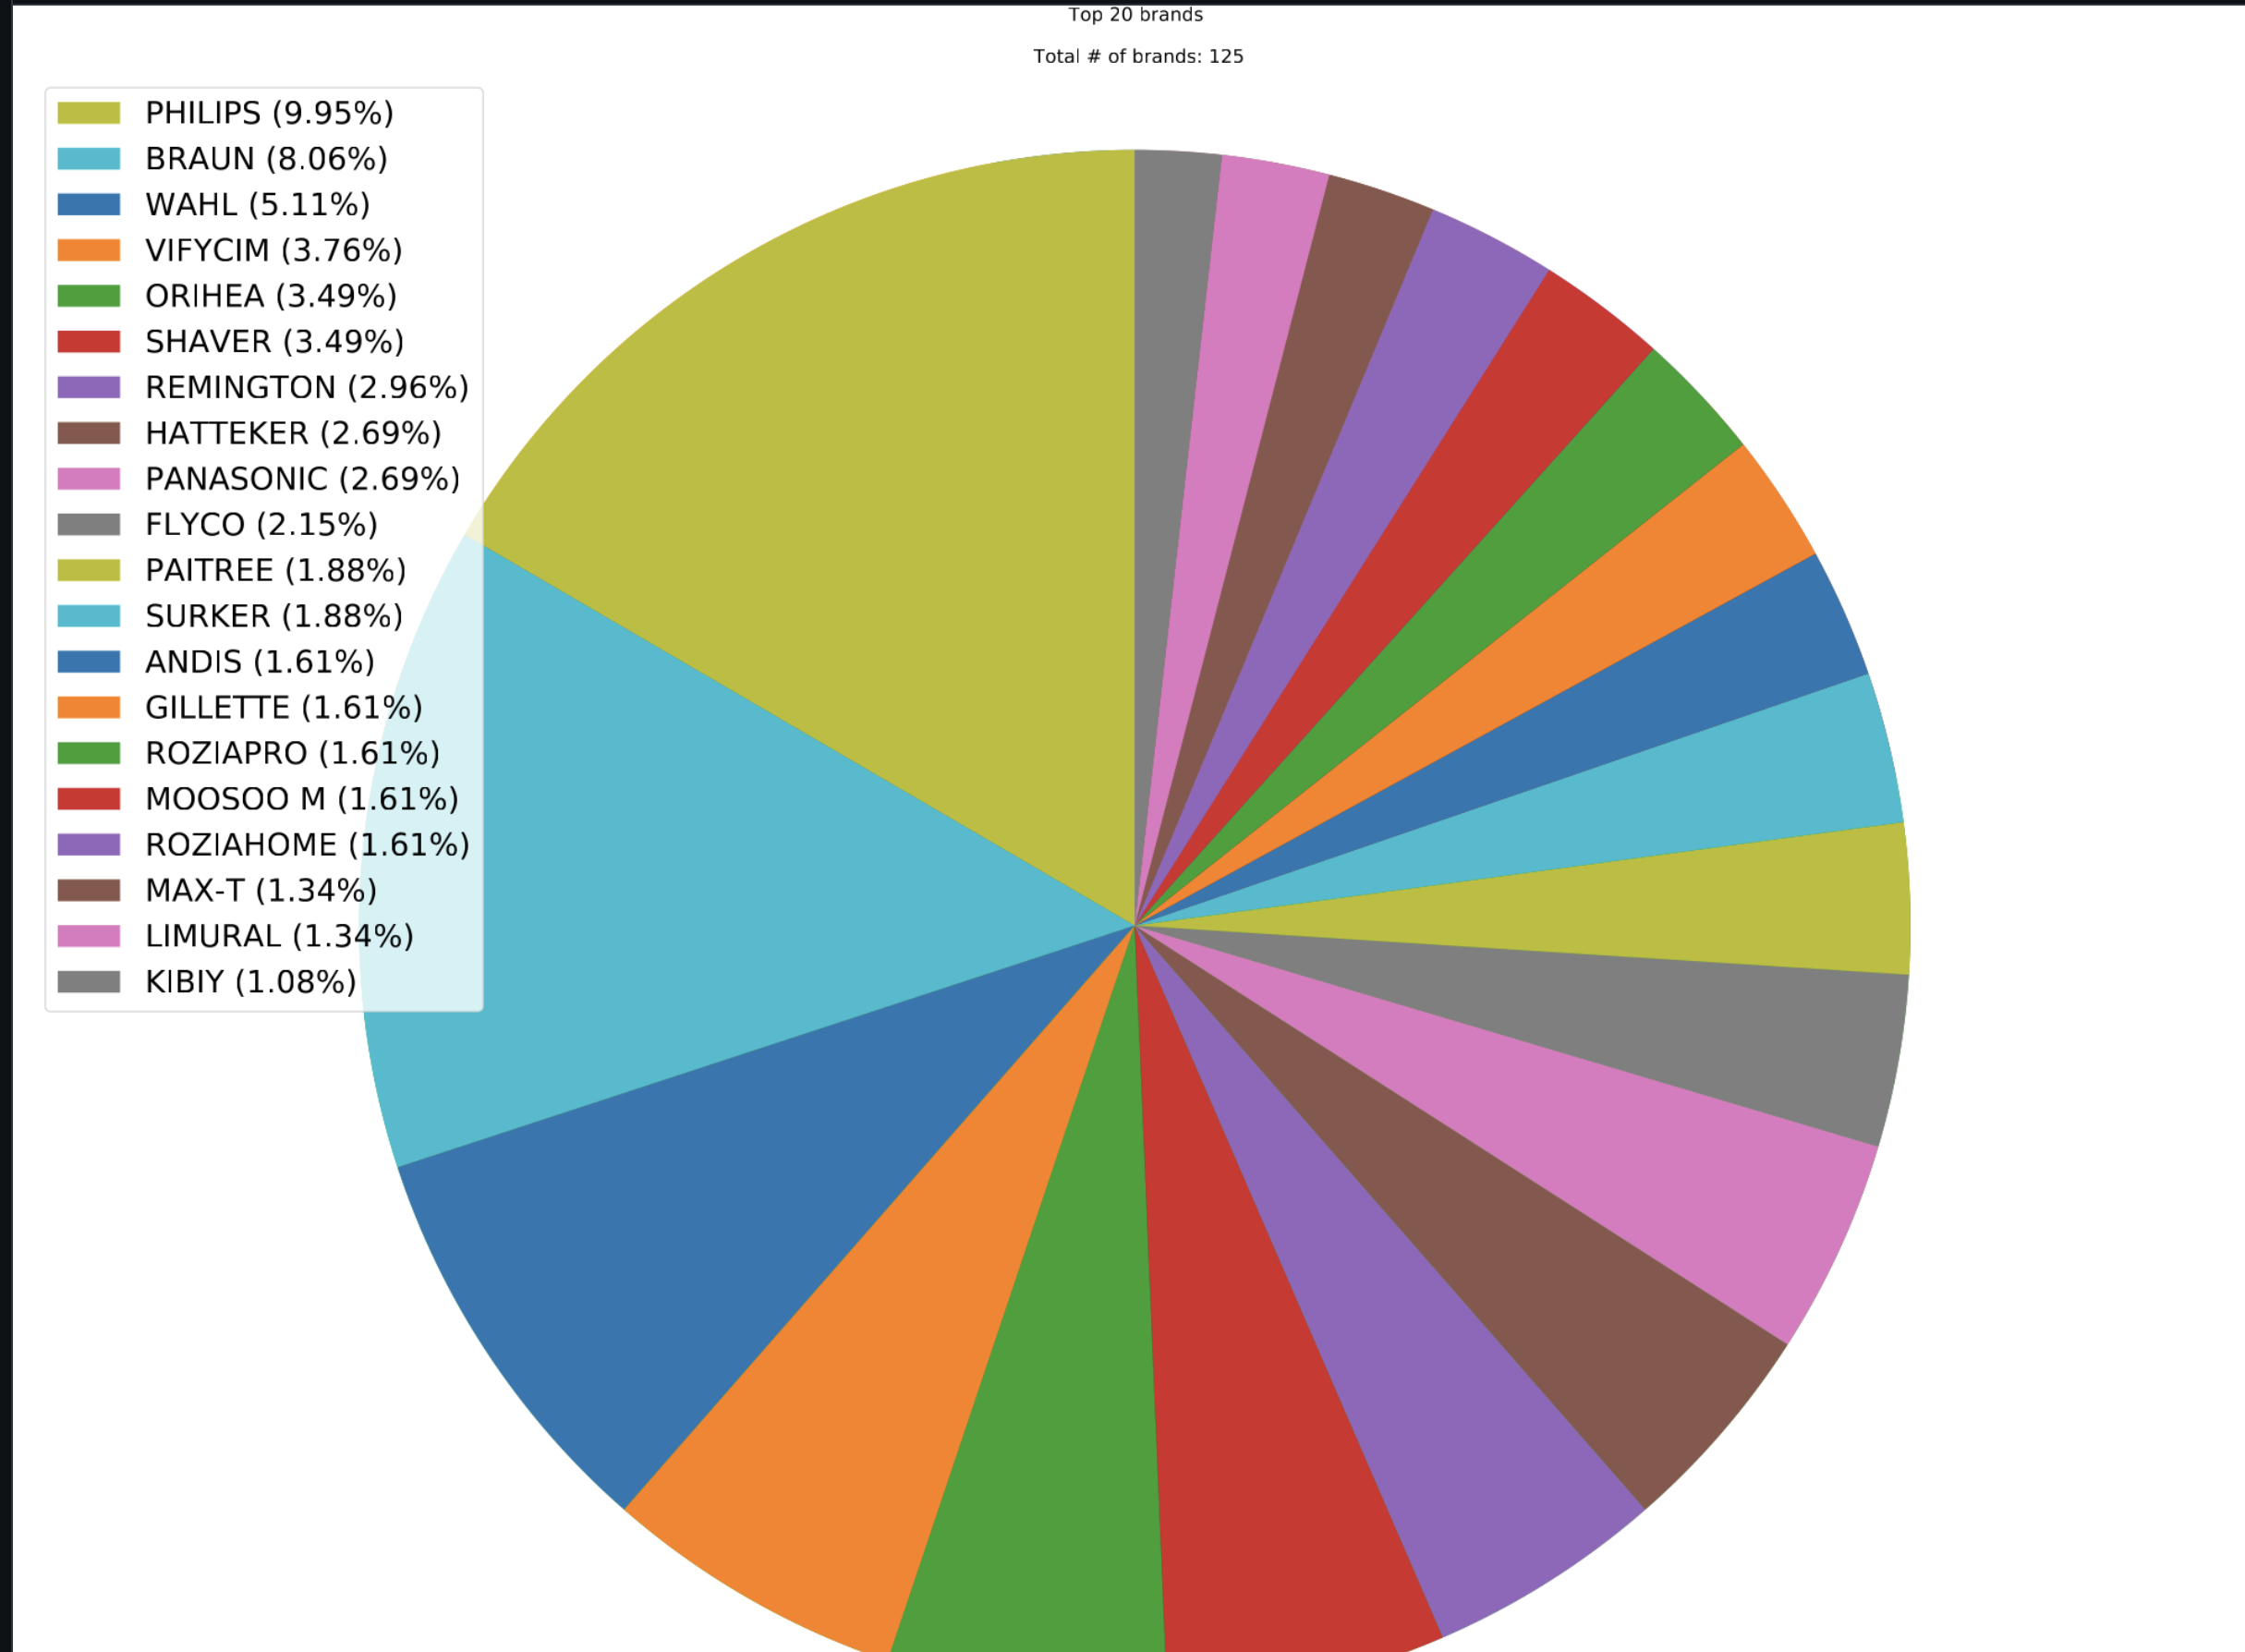 Top 20 brands
Total # of brands: 125
PHILIPS (9.95%)
BRAUN (8.06%)
WAHL (5.11%)
VIFYCIM (3.76%)
ORIHEA (3.49%)
SHAVER (3.49%)
REMINGTON (2.96%)
HATTEKER (2.69%)
PANASONIC (2.69%)
FLYCO (2.15%)
PAITREE (1.88%)
SURKER (1.88%)
ANDIS (1.61%)
GILLETTE (1.61%)
ROZIAPRO (1.61%)
MOOSOO M (1.61%)
ROZIAHOME (1.61%)
MAX-T (1.34%)
LIMURAL (1.34%)
KIBIY (1.08%)